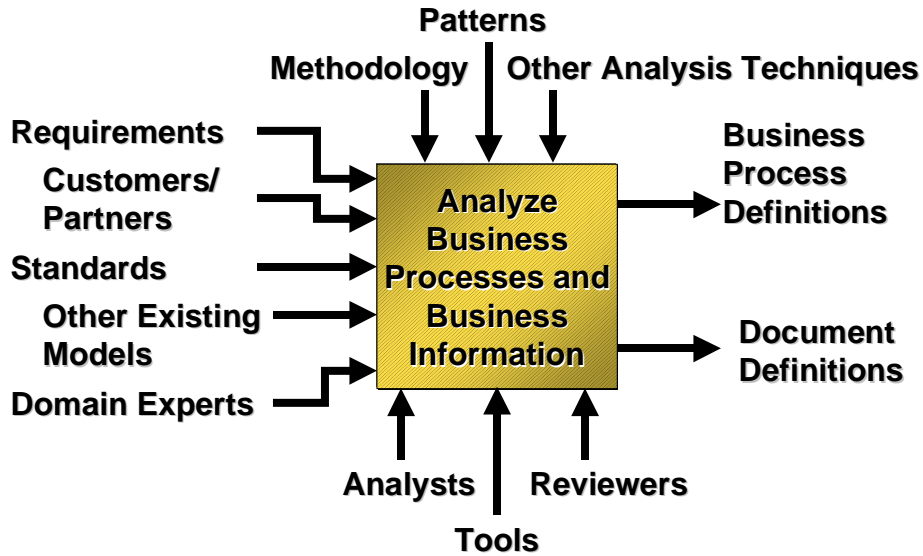 Patterns
Methodology
Other Analysis Techniques
Requirements
Customers/
Partners
Standards
Other Existing
Models
Domain Experts
Analyze
Business
Processes and
Business
Information
Business
Process
Definitions
Document
Definitions
Analysts
Reviewers
Tools